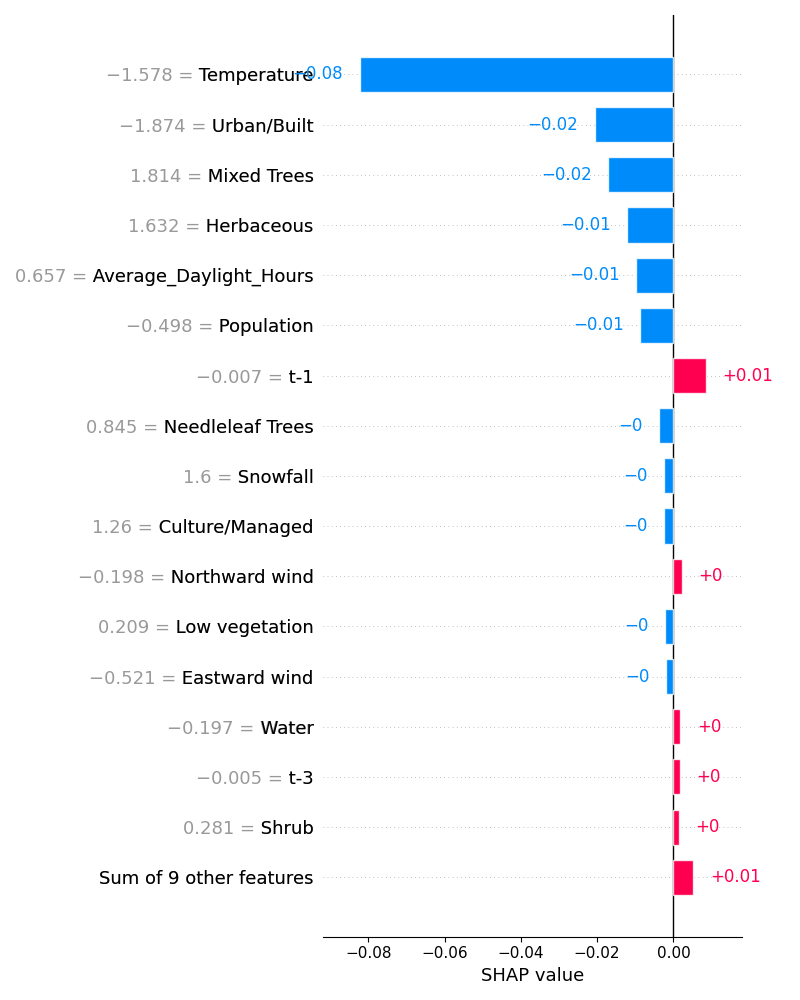 −1.578 = Temperature −0.08
−1.874 = Urban/Built −0.02
1.814 = Mixed Trees −0.02
1.632 = Herbaceous −0.01
0.657 = Average_Daylight_Hours −0.01
−0.498 = Population −0.01
−0.007 = t-1 +0.01
0.845 = Needleleaf Trees −0
1.6 = Snowfall −0
1.26 = Culture/Managed −0
−0.198 = Northward wind +0
0.209 = Low vegetation −0
−0.521 = Eastward wind −0
−0.197 = Water +0
−0.005 = t-3 +0
0.281 = Shrub +0
Sum of 9 other features +0.01
−0.08 −0.06 −0.04 −0.02 0.00
SHAP value